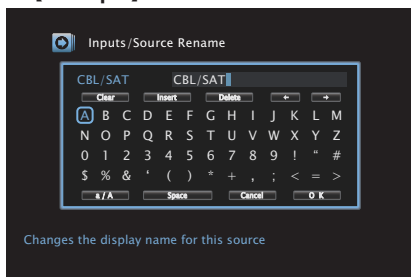 Inputs/Source Rename
CBL/SAT CBL/SAT
Clear Insert Delete ← →
A B C D E F G H I J K L M
N O P Q R S T U V W X Y Z
0 1 2 3 4 5 6 7 8 9 ! “ #
$ % & ‘ ( ) * + , ; < = >
a / A Space Cancel O K
Changes the display name for this source